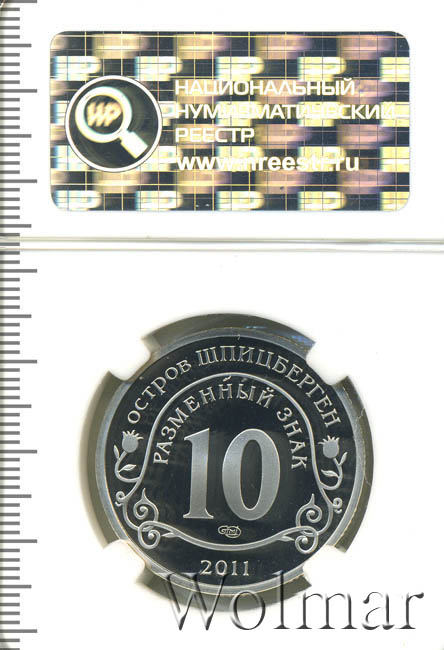 НАЦИОНАЛЬНЫЙ
НУМИЗМАТИЧЕСКИЙ
РЕЕСТР
www.nreestr.ru
ОСТРОВ ШПИЦБЕРГЕН
РАЗМЕННЫЙ ЗНАК
10
2011
Wolmar